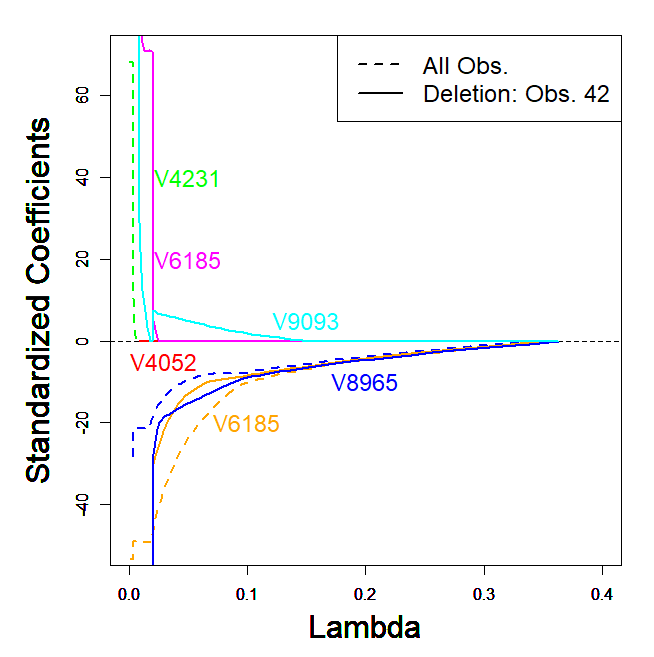 All Obs.
Deletion: Obs. 42
Standardized Coefficients
60
40
20
0
-20
-40
V4231
V6185
V9093
V4052
V8965
V6185
0.0 0.1 0.2 0.3 0.4
Lambda